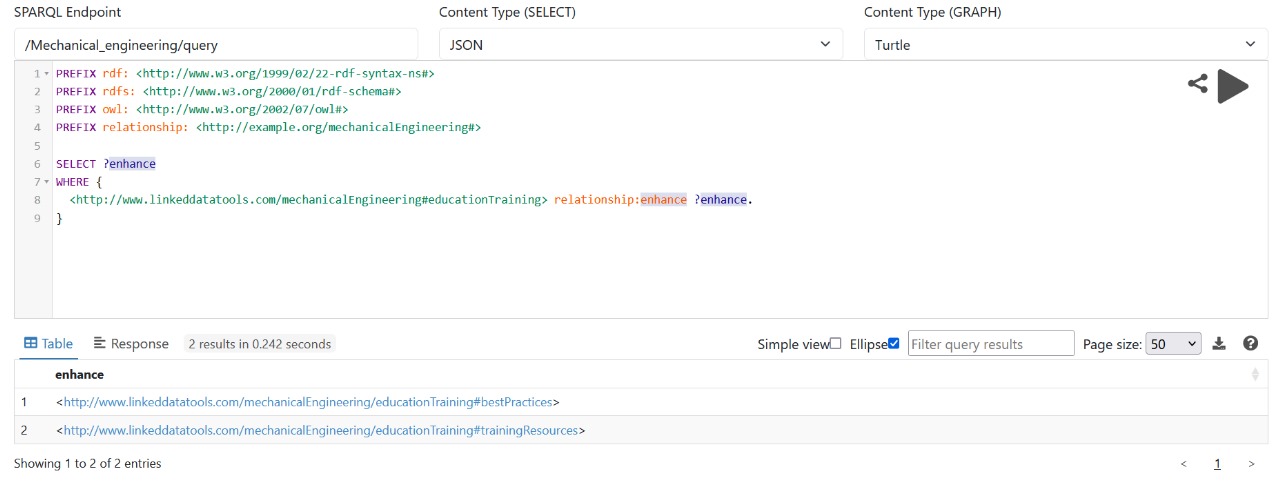 SPARQL Endpoint
Content Type (SELECT)
Content Type (GRAPH)
/Mechanical_engineering/query
JSON
Turtle
1 PREFIX rdf: <http://www.w3.org/1999/02/22-rdf-syntax-ns#>
2 PREFIX rdfs: <http://www.w3.org/2000/01/rdf-schema#>
3 PREFIX owl: <http://www.w3.org/2002/07/owl#>
4 PREFIX relationship: <http://example.org/mechanicalEngineering#>
5
6 SELECT ?enhance
7 WHERE {
8 <http://www.linkeddatatools.com/mechanicalEngineering#educationTraining> relationship:enhance ?enhance.
9 }
Table Response 2 results in 0.242 seconds Simple view Ellipse Filter query results Page size: 50
enhance
1 <http://www.linkeddatatools.com/mechanicalEngineering/educationTraining#bestPractices>
2 <http://www.linkeddatatools.com/mechanicalEngineering/educationTraining#trainingResources>
Showing 1 to 2 of 2 entries < 1 >